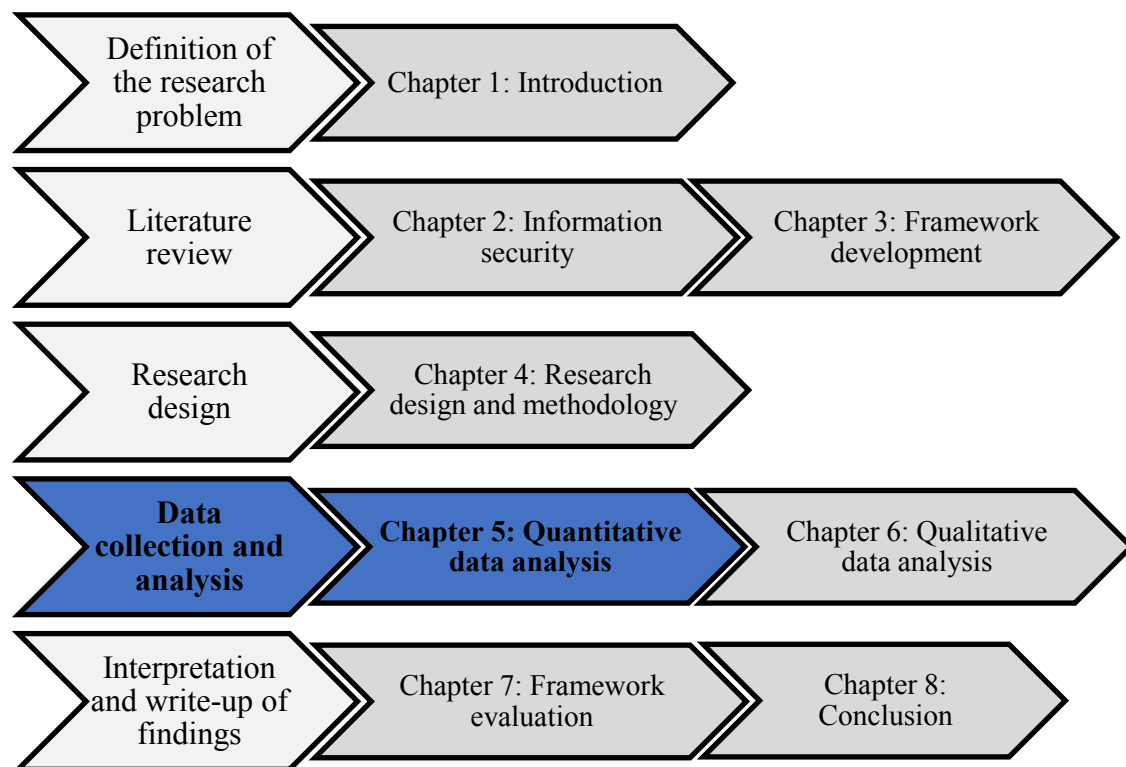 Definition of
the research
problem
Chapter 1: Introduction
Literature
review
Chapter 2: Information
security
Chapter 3: Framework
development
Research
design
Chapter 4: Research
design and methodology
Data
collection and
analysis
Chapter 5: Quantitative
data analysis
Chapter 6: Qualitative
data analysis
Interpretation
and write-up of
findings
Chapter 7: Framework
evaluation
Chapter 8:
Conclusion